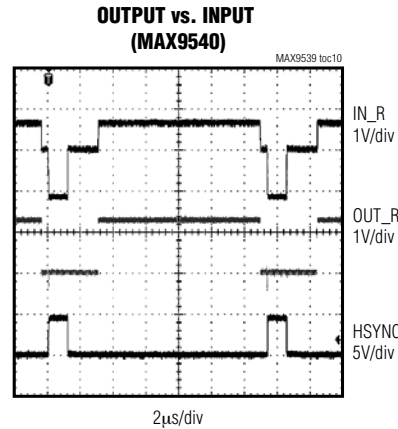 OUTPUT vs. INPUT
(MAX9540)
MAX9539 toc10
IN_R
1V/div
OUT_R
1V/div
HSYNC
5V/div
2μs/div